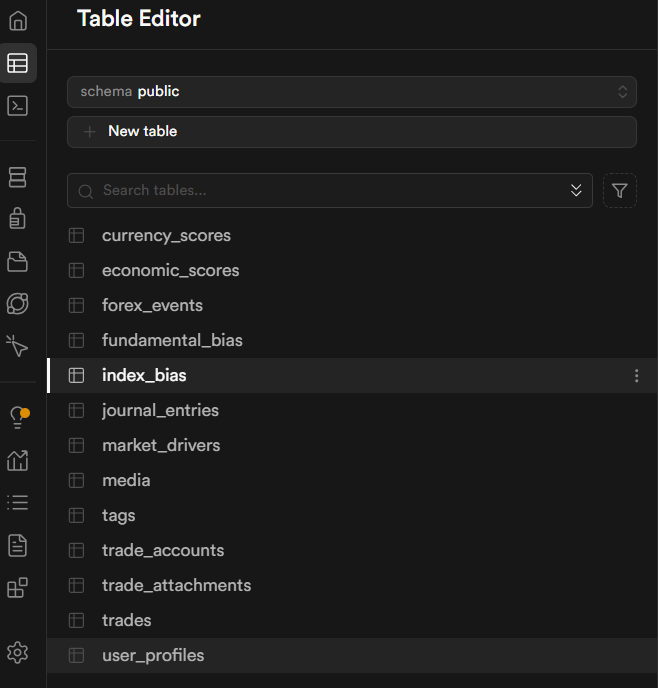 Table Editor
schema public
New table
Search tables...
currency_scores
economic_scores
forex_events
fundamental_bias
index_bias
journal_entries
market_drivers
media
tags
trade_accounts
trade_attachments
trades
user_profiles